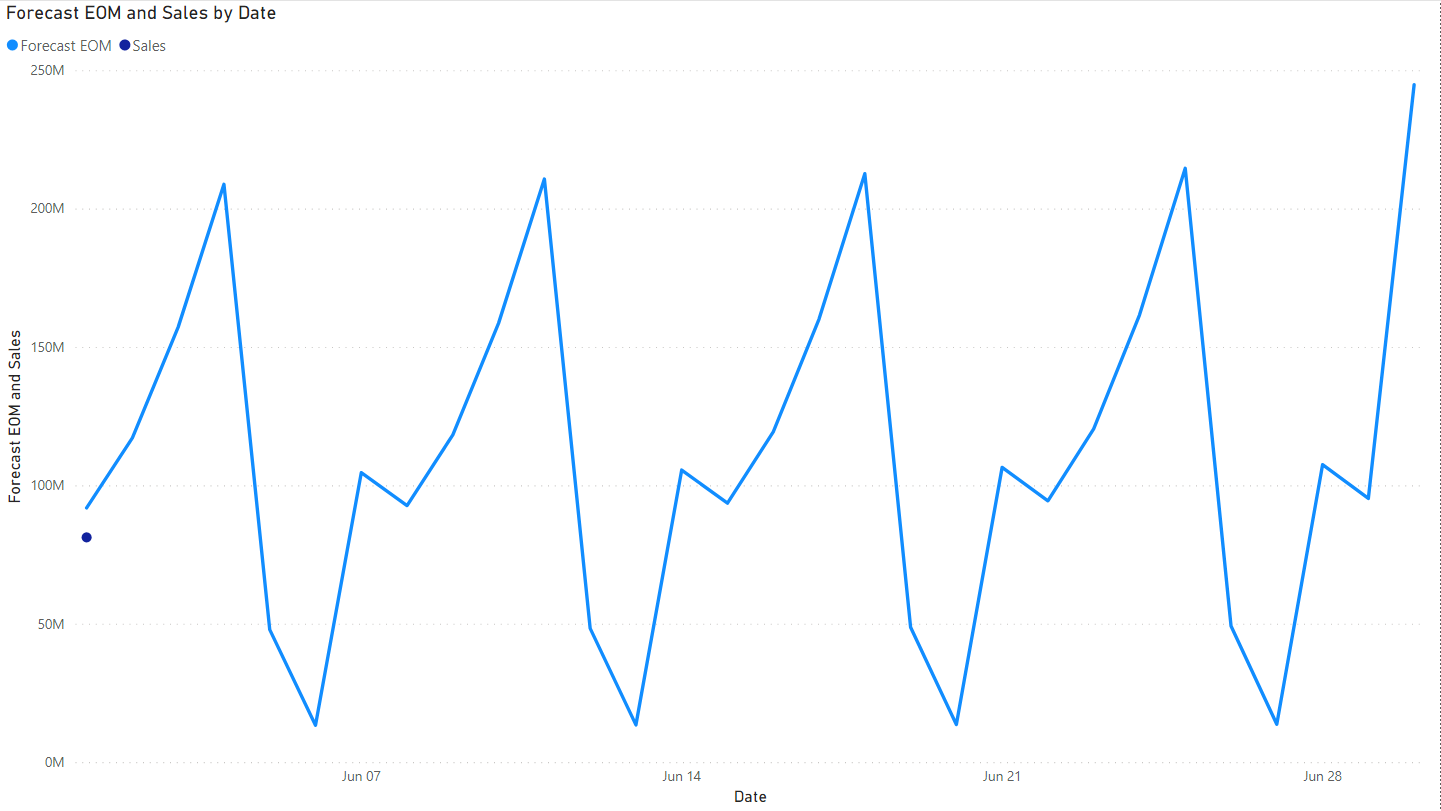 Forecast EOM and Sales by Date
Forecast EOM Sales
250M
200M
150M
100M
50M
0M
Forecast EOM and Sales
Jun 07 Jun 14 Jun 21 Jun 28
Date